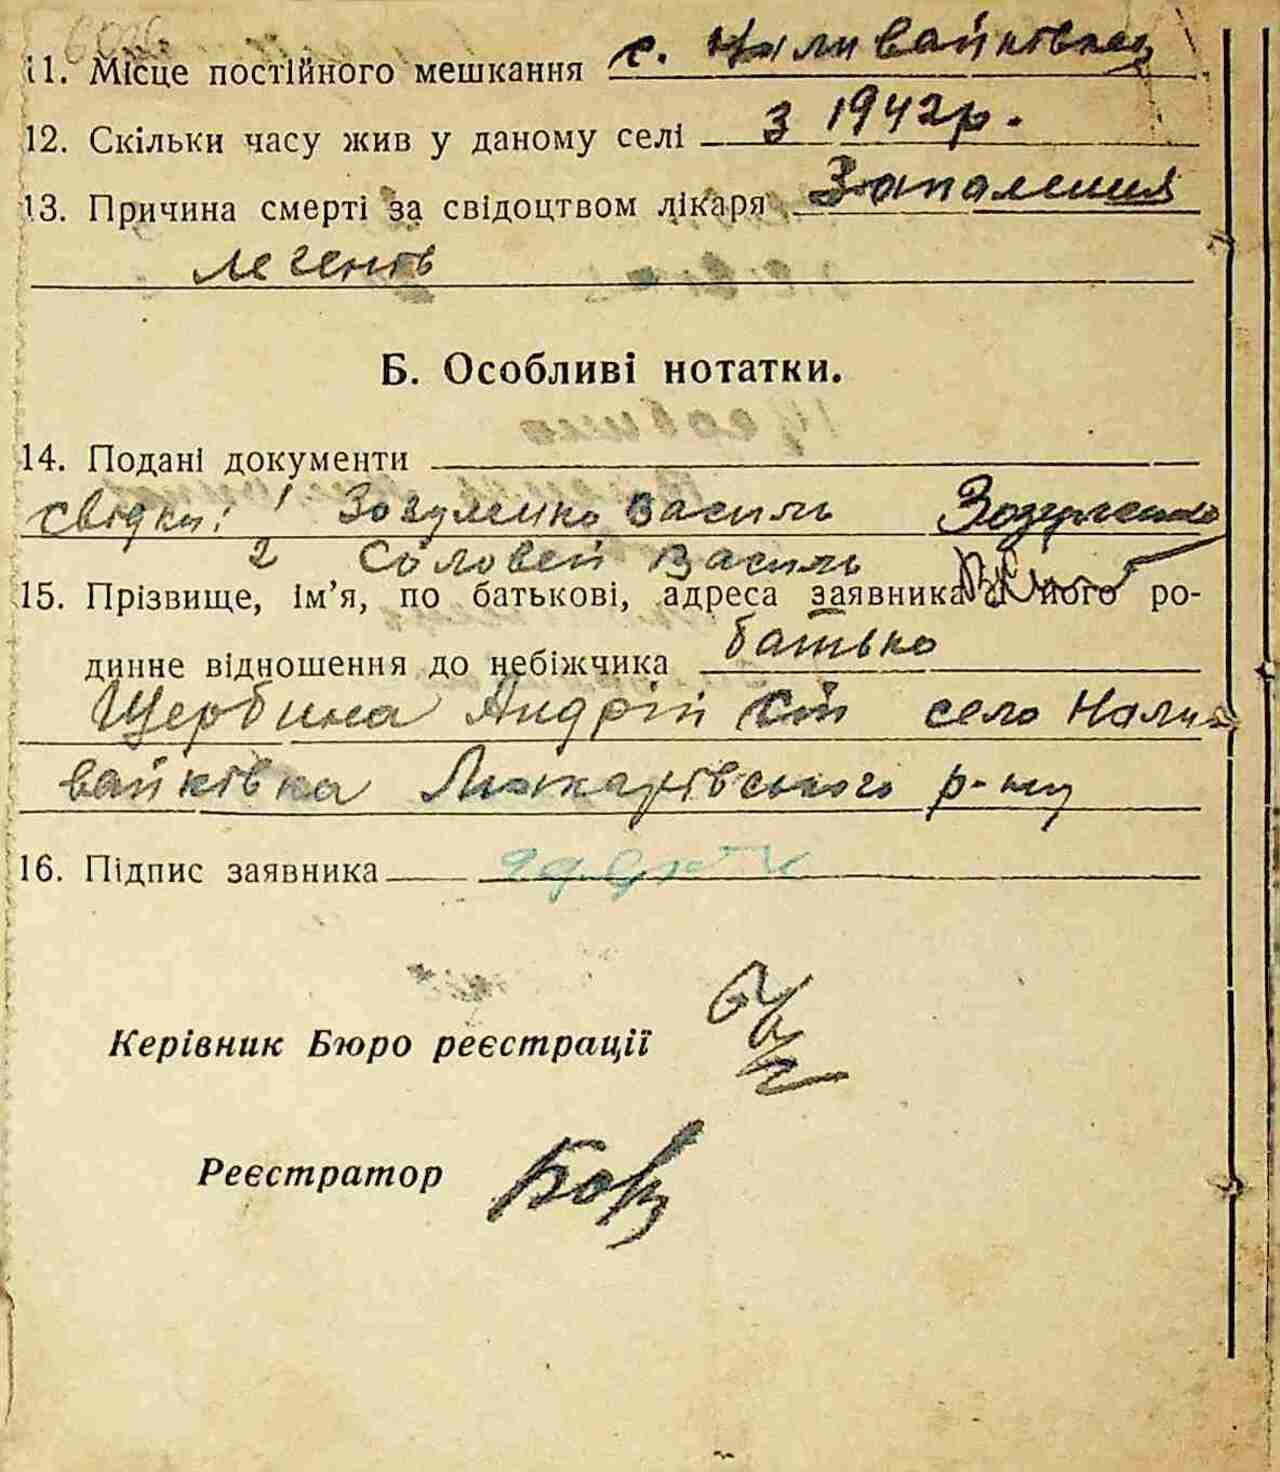 11. Місце постійного мешкання с. Наливайківка
12. Скільки часу жив у даному селі з 1942 р.
13. Причина смерті за свідоцтвом лікаря Запалення
легенів
Б. Особливі нотатки.
14. Подані документи
свідки: 1 Зозуленко Василь Зозуленко
2 Соловей Василь
15. Прізвище, ім'я, по батькові, адреса заявника й його ро-
динне відношення до небіжчика батько
Щербина Андрій село Нали-
вайківка Макарівського р-ну
16. Підпис заявника
Керівник Бюро реєстрації
Реєстратор